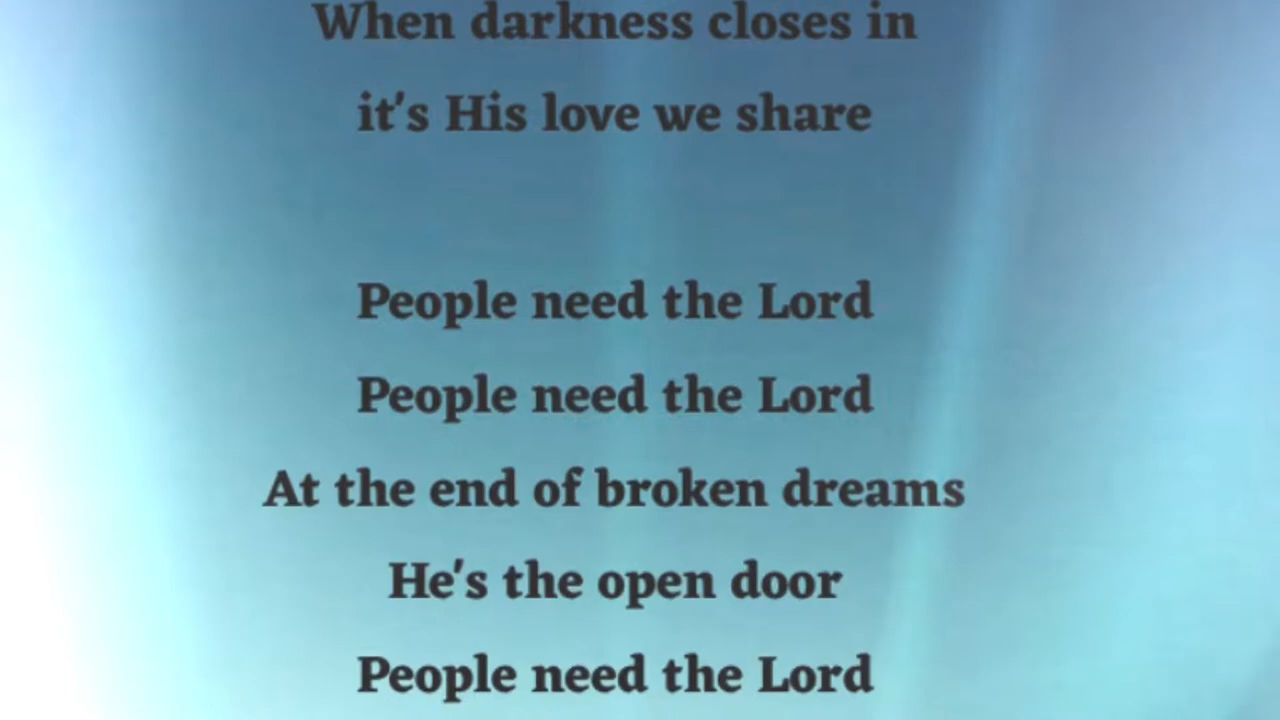 When darkness closes in
it's His love we share
People need the Lord
People need the Lord
At the end of broken dreams
He's the open door
People need the Lord